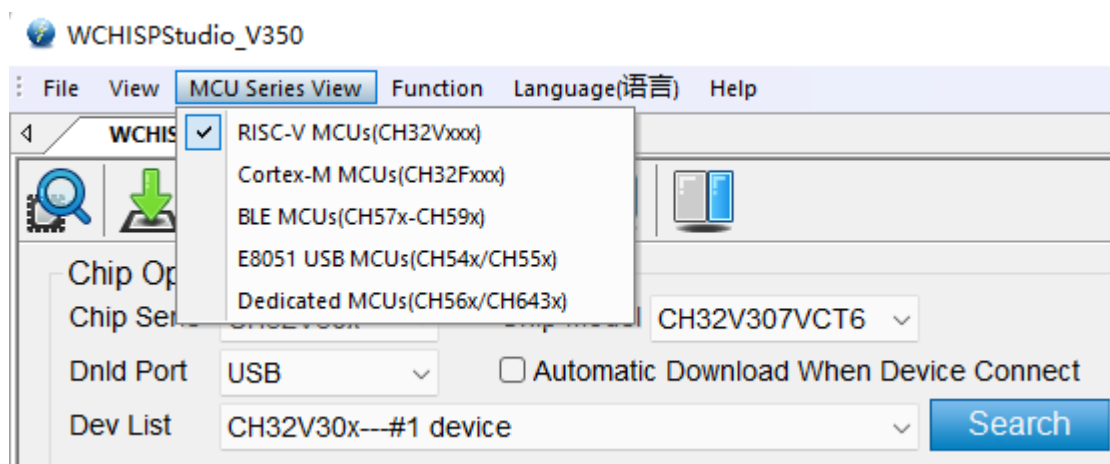 WCHISPStudio_V350
File View MCU Series View Function Language(语言) Help
WCHIS
RISC-V MCUs(CH32Vxxx)
Cortex-M MCUs(CH32Fxxx)
BLE MCUs(CH57x-CH59x)
E8051 USB MCUs(CH54x/CH55x)
Dedicated MCUs(CH56x/CH643x)
Chip Op
Chip Ser CH32V307VCT6
Dnld Port USB Automatic Download When Device Connect
Dev List CH32V30x---#1 device Search